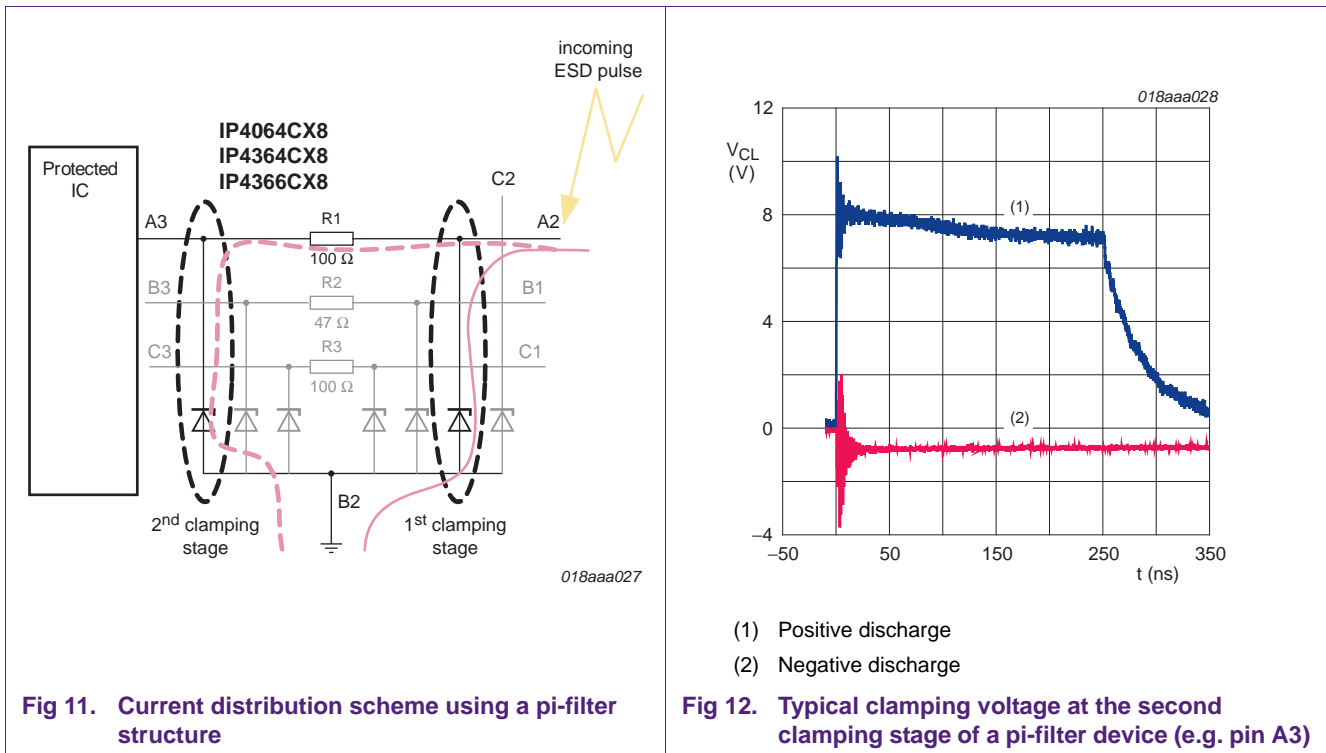 incoming
ESD pulse
IP4064CX8
IP4364CX8
IP4366CX8
Protected
IC
C2
A3
R1
A2
100 Ω
B3
R2
B1
47 Ω
C3
R3
C1
100 Ω
B2
2nd clamping
stage
1st clamping
stage
018aaa027
Fig 11. Current distribution scheme using a pi-filter
structure
018aaa028
12
VCL
(V)
(1)
8
4
(2)
0
−4
−50
50
150
250
350
t (ns)
(1) Positive discharge
(2) Negative discharge
Fig 12. Typical clamping voltage at the second
clamping stage of a pi-filter device (e.g. pin A3)